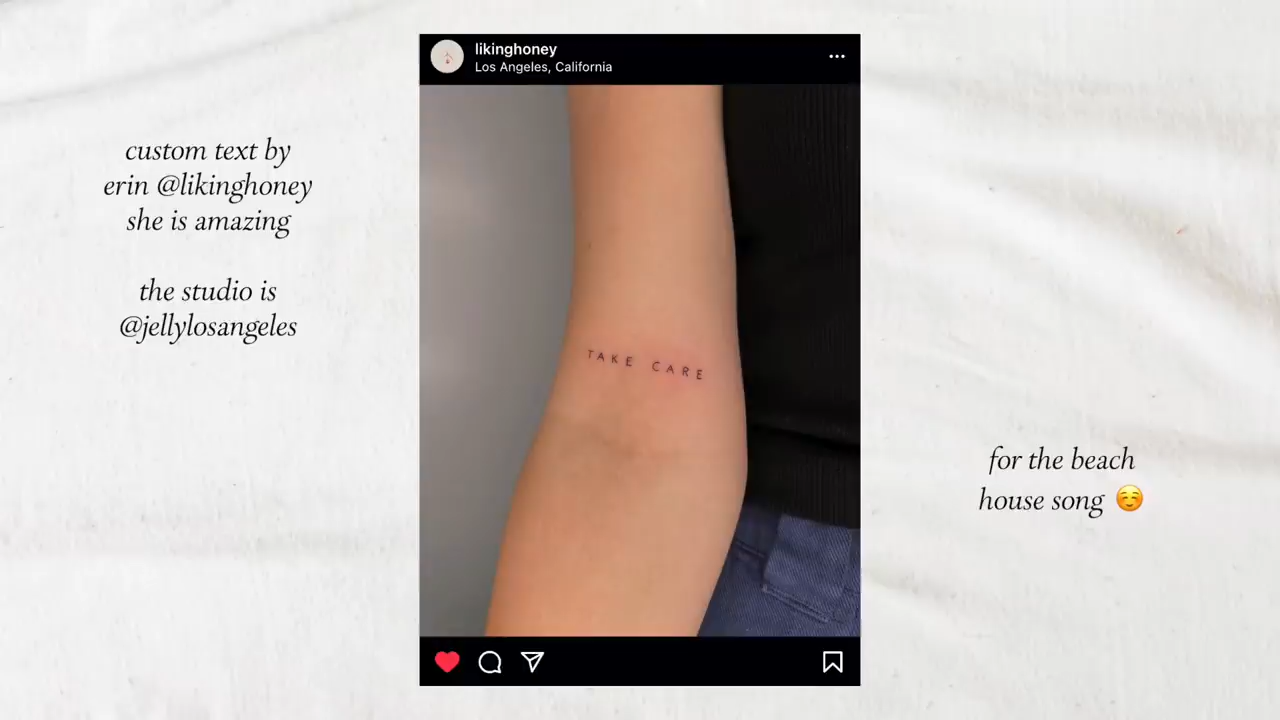 custom text by
erin @likinghoney
she is amazing
the studio is
@jellylosangeles
likinghoney
Los Angeles, California
TAKE CARE
for the beach
house song ☺️